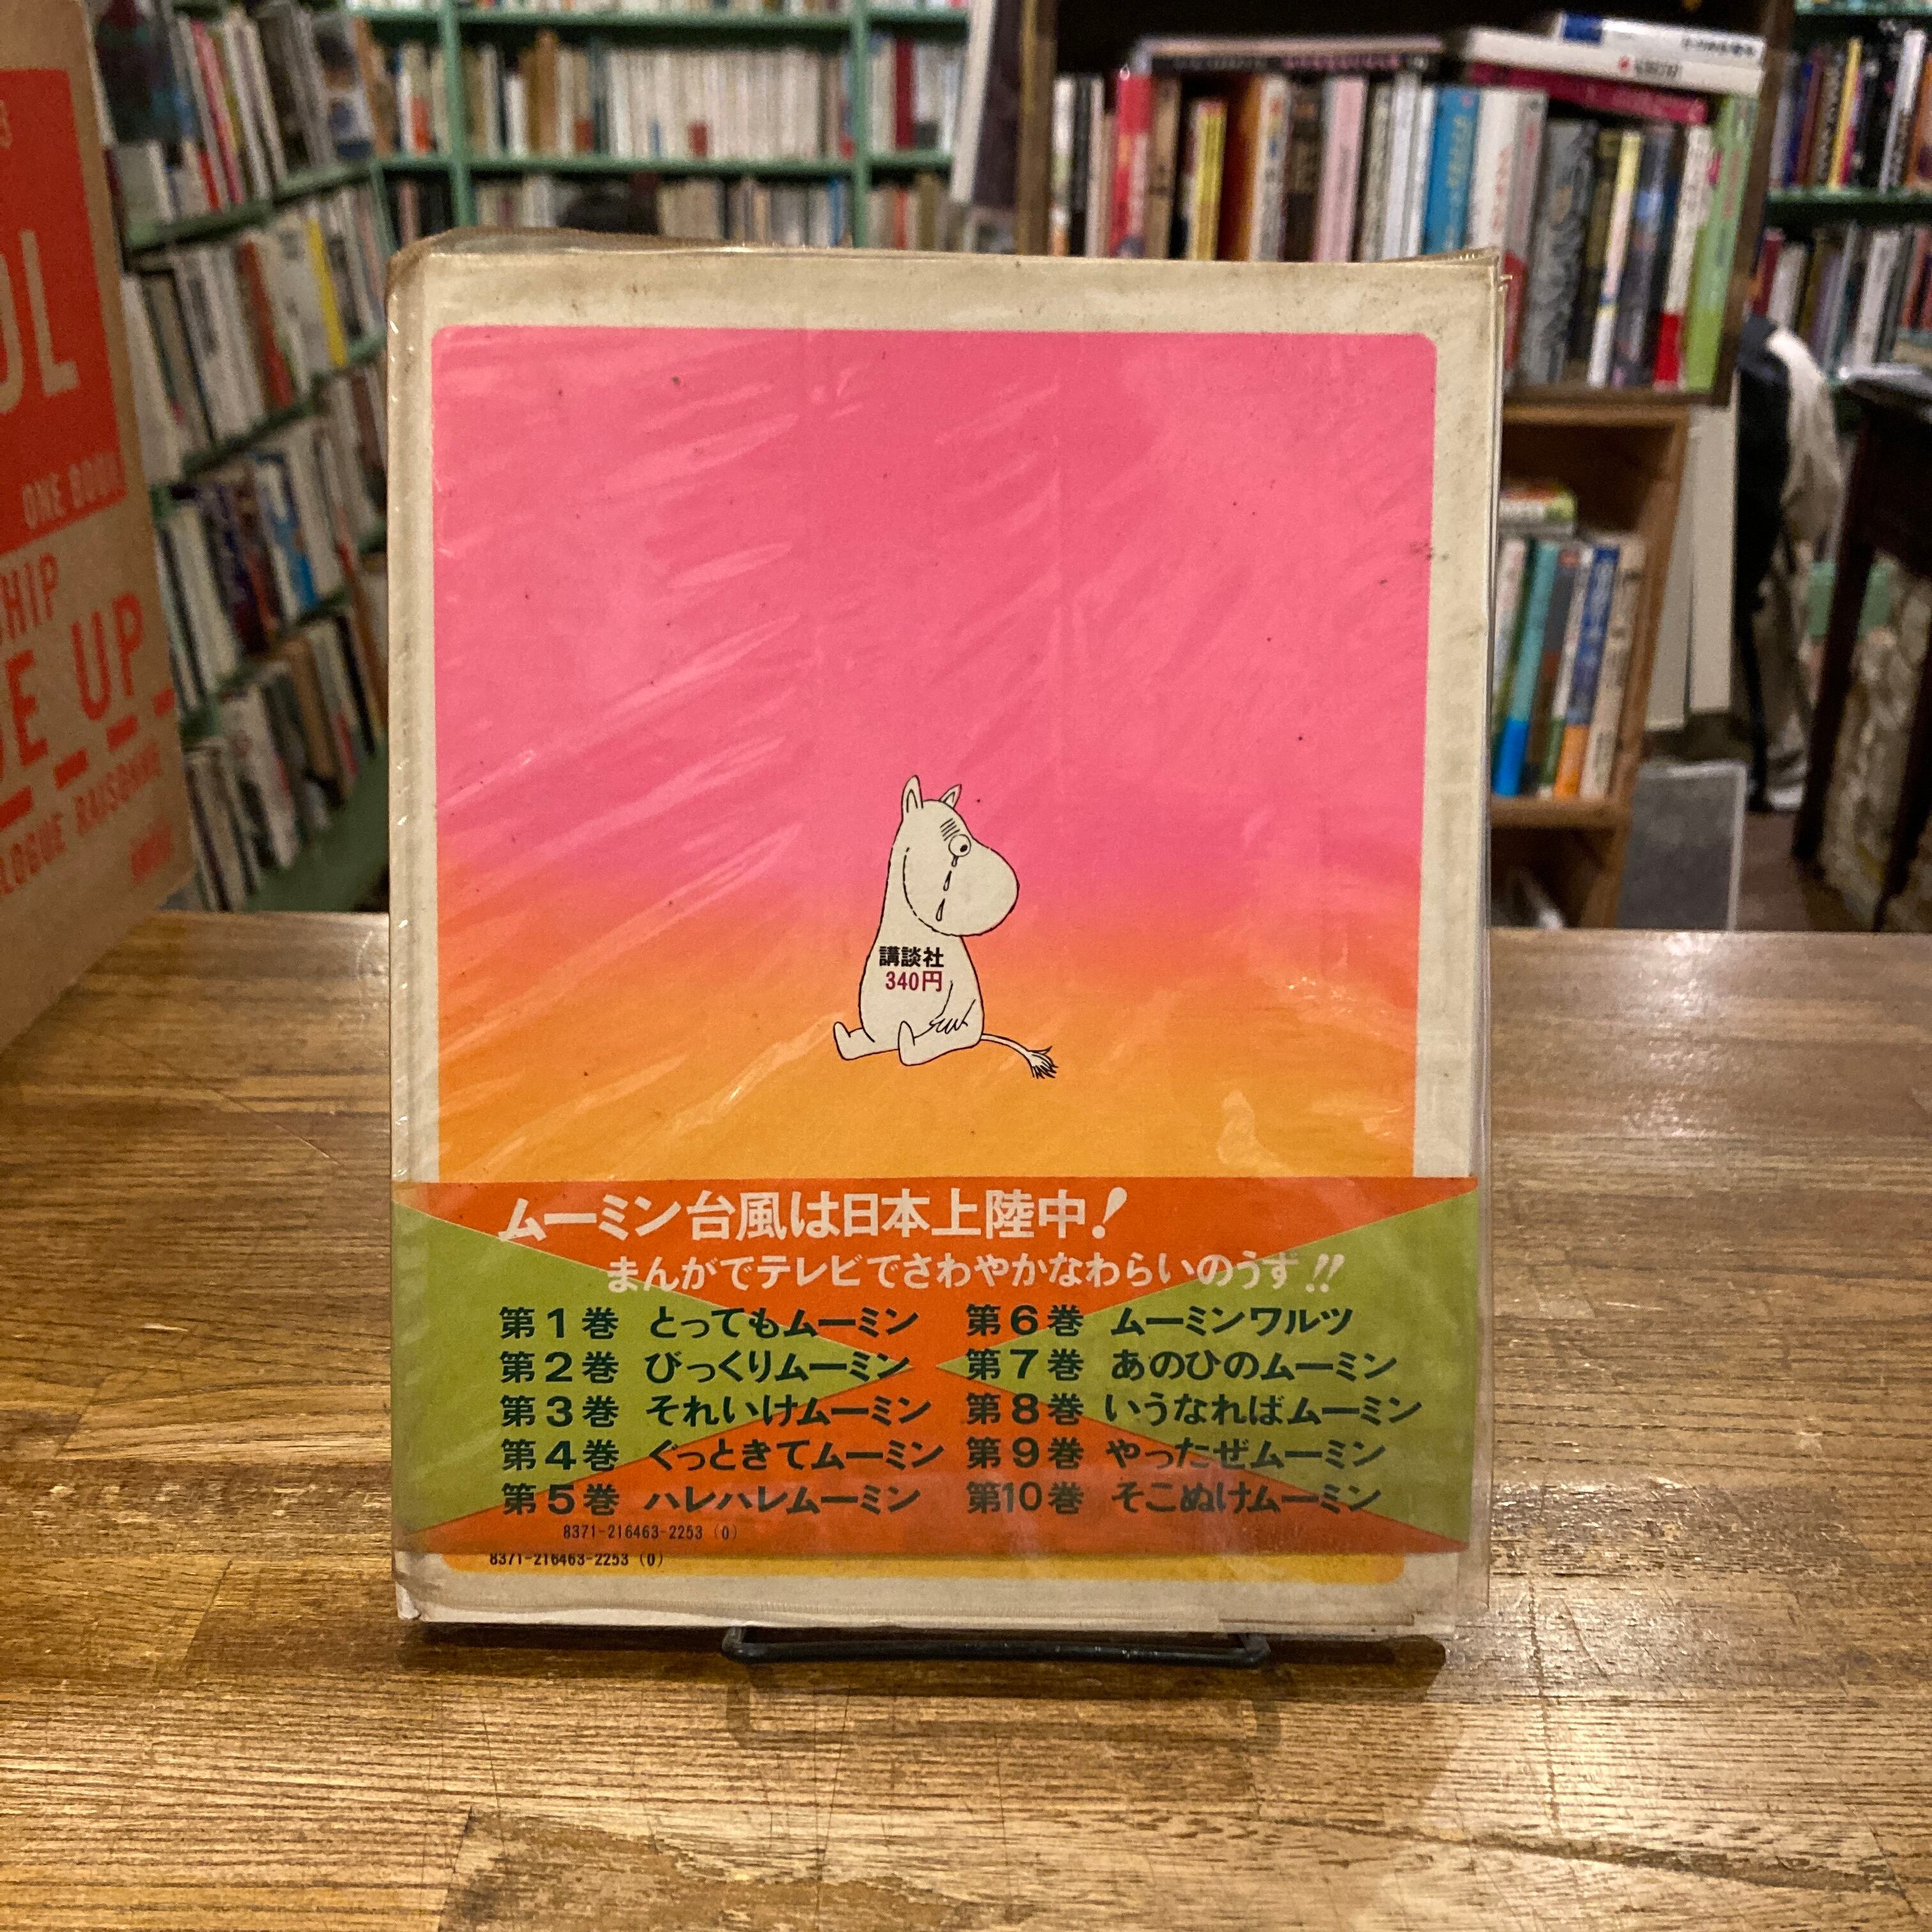 OL
ONE BOOK
SHIP
UE UP
LOGUE RAISONNE
講談社
340円
ムーミン台風は日本上陸中!
まんがでテレビでさわやかなわらいのうず!!
第1巻 とってもムーミン
第2巻 びっくりムーミン
第3巻 それいけムーミン
第4巻 ぐっときてムーミン
第5巻 ハレハレムーミン
第6巻 ムーミンワルツ
第7巻 あのひのムーミン
第8巻 いうなればムーミン
第9巻 やったぜムーミン
第10巻 そこぬけムーミン
8371-216463-2253 (0)
8371-216463-2253 (0)